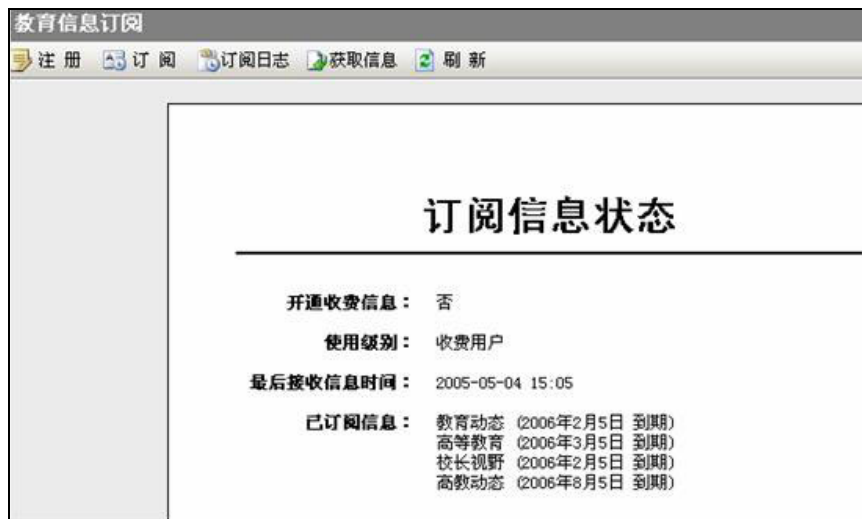 教育信息订阅
注 册 订 阅 订阅日志 获取信息 刷 新
订阅信息状态
开通收费信息： 否
使用级别： 收费用户
最后接收信息时间： 2005-05-04 15:05
已订阅信息： 教育动态 (2006年2月5日 到期)
高等教育 (2006年3月5日 到期)
校长视野 (2006年2月5日 到期)
高教动态 (2006年8月5日 到期)